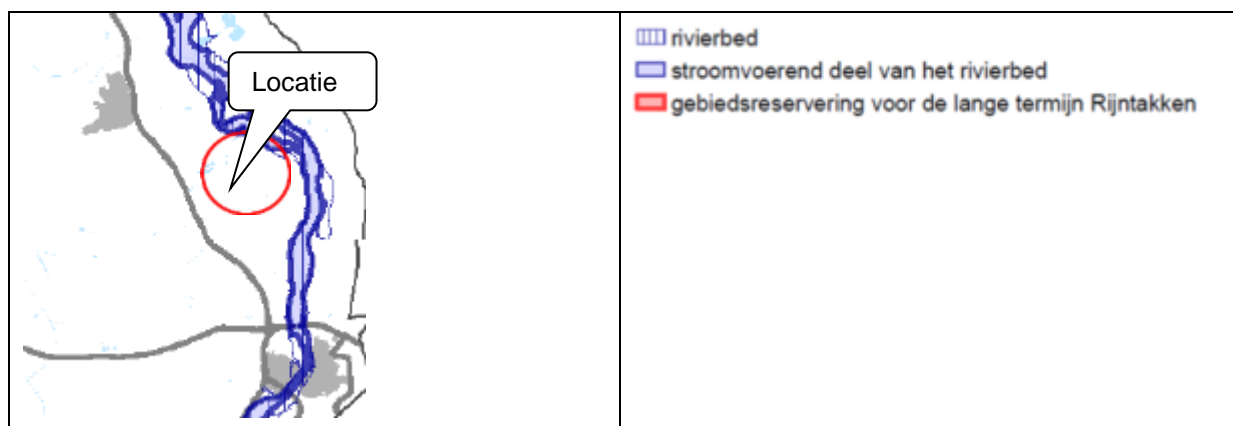 Locatie
rivierbed
stroomvoerend deel van het rivierbed
gebiedsreservering voor de lange termijn Rijntakken